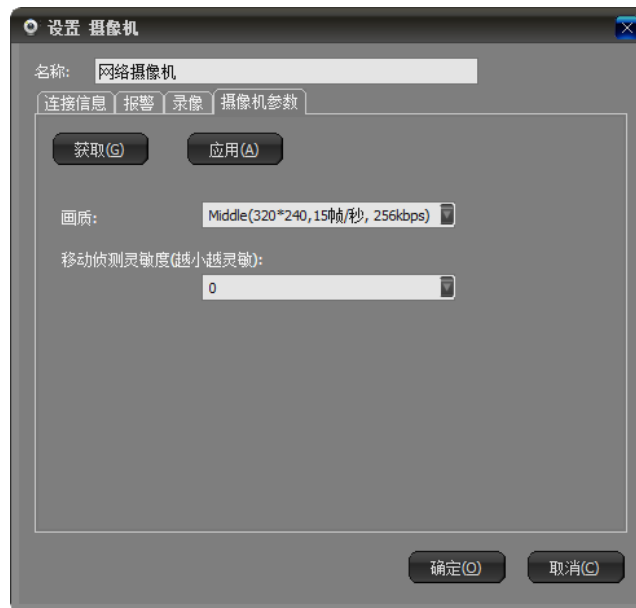 设置 摄像机
名称: 网络摄像机
连接信息 报警 录像 摄像机参数
获取(G) 应用(A)
画质: Middle(320*240,15帧/秒, 256kbps)
移动侦测灵敏度(越小越灵敏):
0
确定(O) 取消(C)